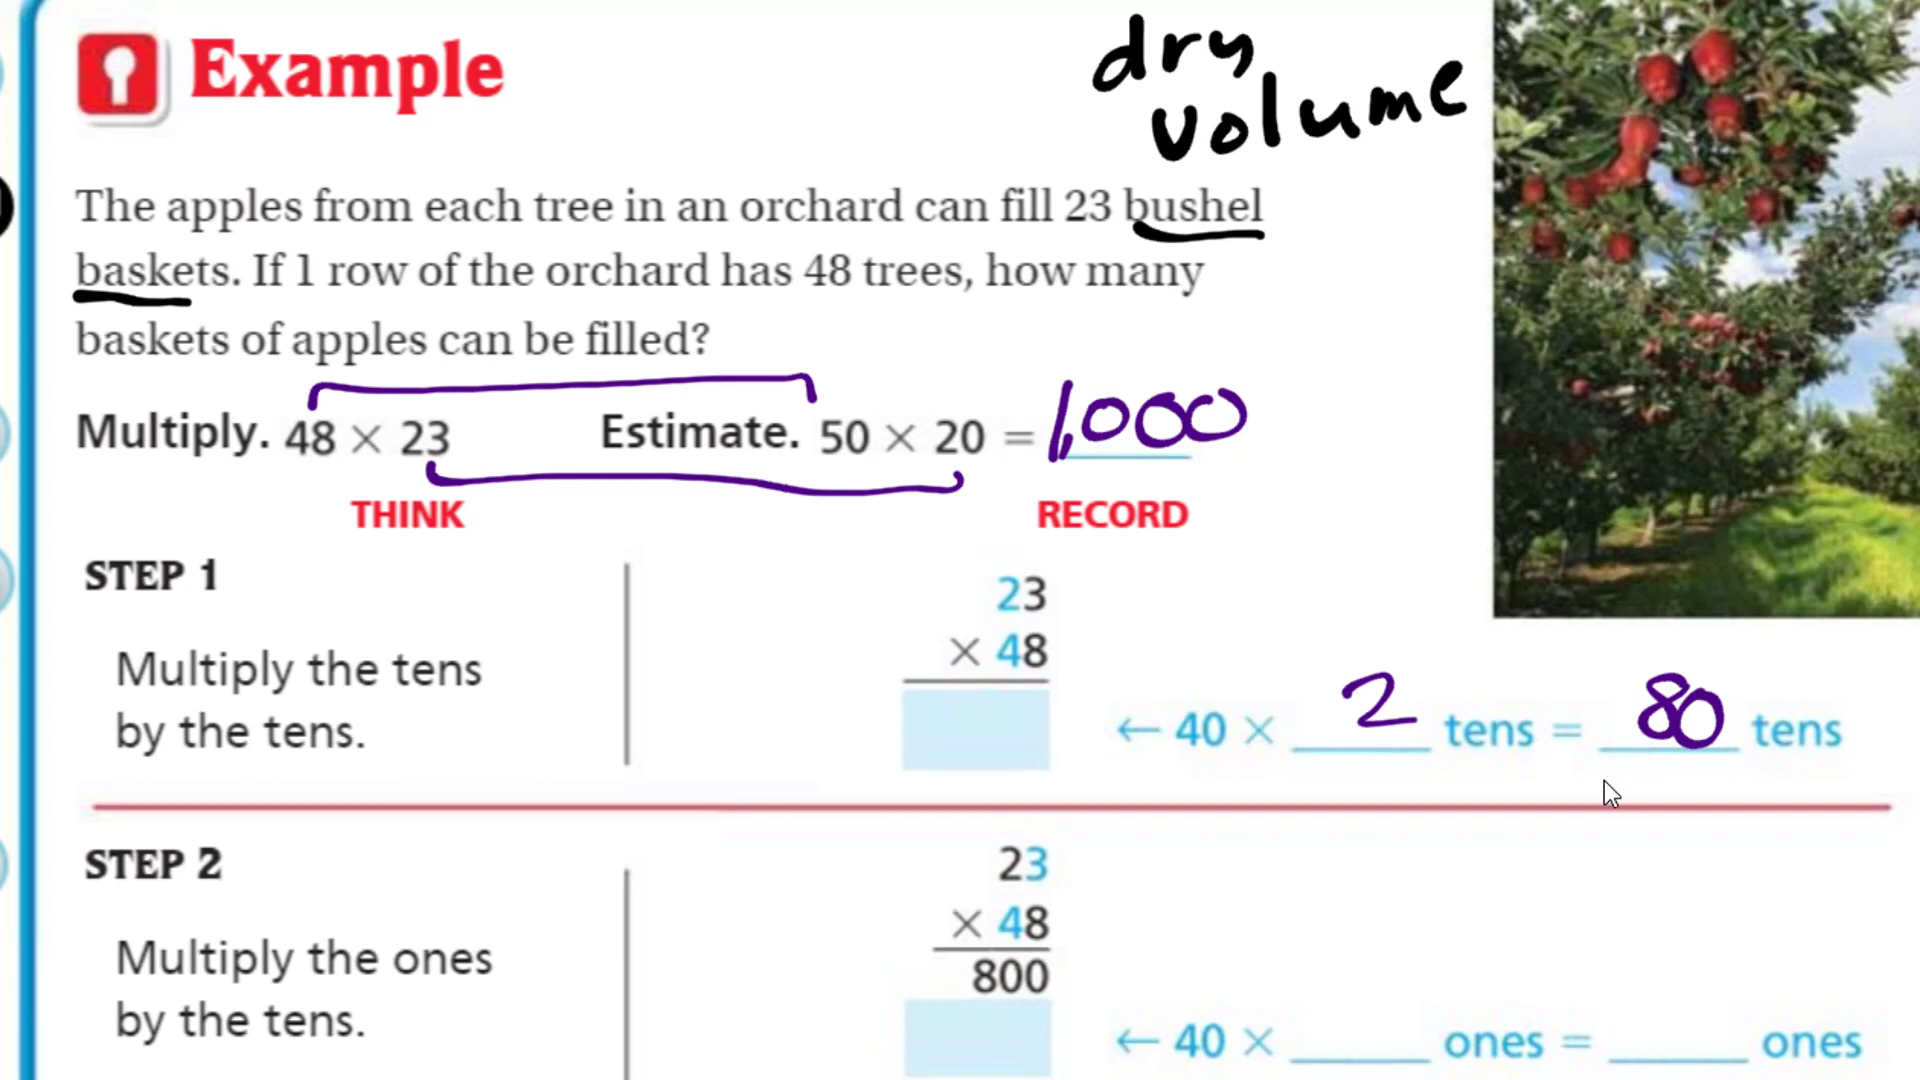 Example
dry
volume
The apples from each tree in an orchard can fill 23 bushel
baskets. If 1 row of the orchard has 48 trees, how many
baskets of apples can be filled?
Multiply. 48 × 23 Estimate. 50 × 20 = 1,000
THINK RECORD
STEP 1
Multiply the tens
by the tens.
23
× 48
← 40 × 2 tens = 80 tens
STEP 2
Multiply the ones
by the tens.
23
× 48
800
← 40 × ____ ones = ____ ones